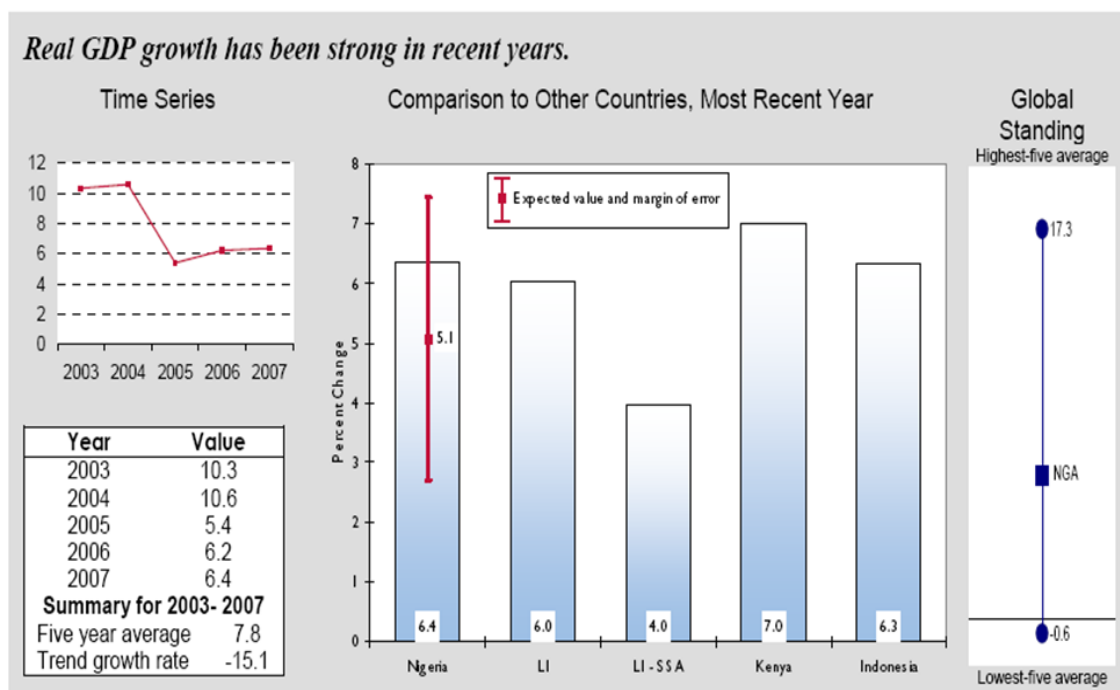 Real GDP growth has been strong in recent years.
Time Series
12
10
8
6
4
2
0
2003 2004 2005 2006 2007
Year Value
2003 10.3
2004 10.6
2005 5.4
2006 6.2
2007 6.4
Summary for 2003- 2007
Five year average 7.8
Trend growth rate -15.1
Comparison to Other Countries, Most Recent Year
Percent Change
8
7
6
5
4
3
2
1
0
Expected value and margin of error
5.1
6.4 6.0 4.0 7.0 6.3
Nigeria LI LI - SSA Kenya Indonesia
Global
Standing
Highest-five average
17.3
NGA
-0.6
Lowest-five average